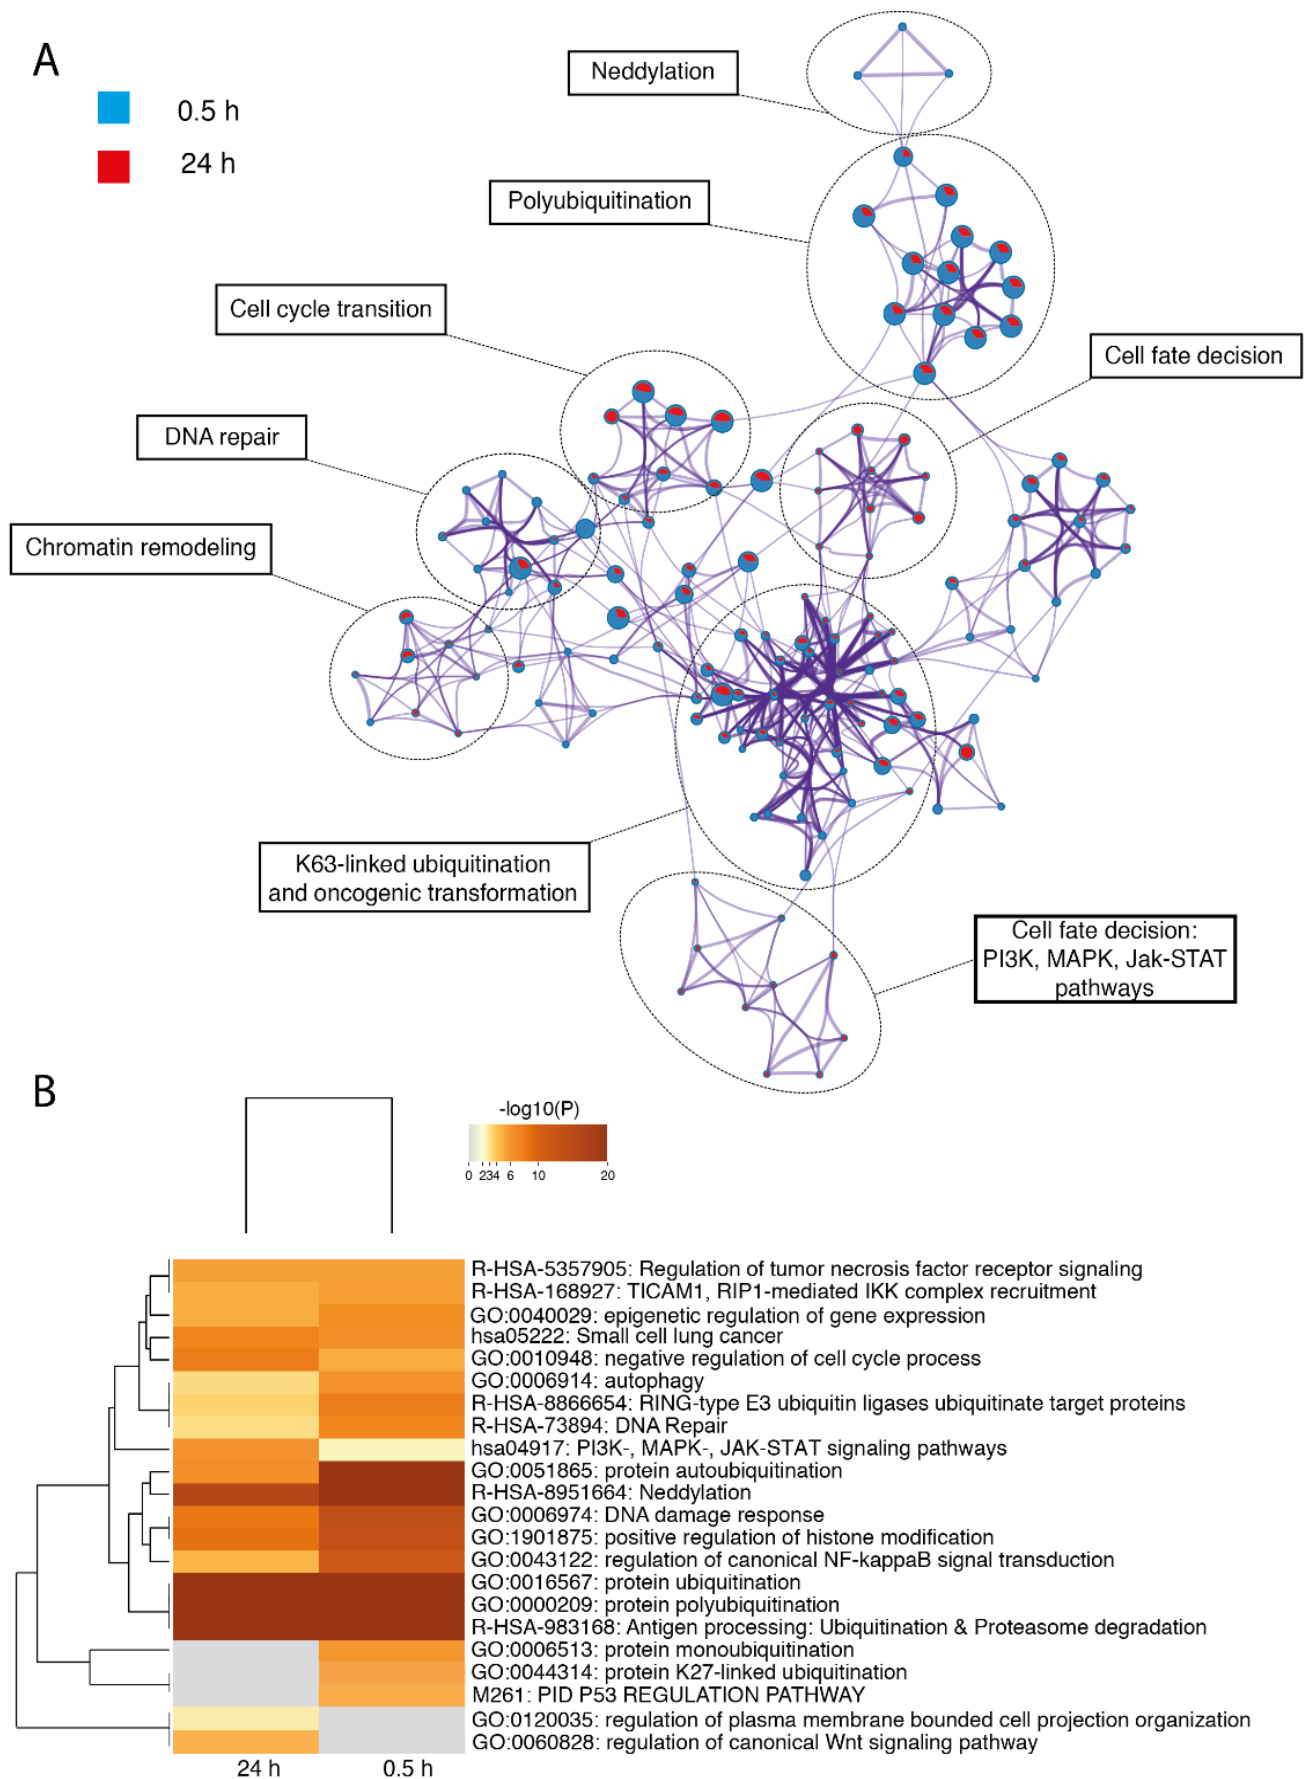 A
0.5 h
24 h
Neddylation
Polyubiquitination
Cell cycle transition
Cell fate decision
DNA repair
Chromatin remodeling
K63-linked ubiquitination
and oncogenic transformation
Cell fate decision:
PI3K, MAPK, Jak-STAT
pathways
B
-log10(P)
0 234 6 10 20
R-HSA-5357905: Regulation of tumor necrosis factor receptor signaling
R-HSA-168927: TICAM1, RIP1-mediated IKK complex recruitment
GO:0040029: epigenetic regulation of gene expression
hsa05222: Small cell lung cancer
GO:0010948: negative regulation of cell cycle process
GO:0006914: autophagy
R-HSA-8866654: RING-type E3 ubiquitin ligases ubiquitinate target proteins
R-HSA-73894: DNA Repair
hsa04917: PI3K-, MAPK-, JAK-STAT signaling pathways
GO:0051865: protein autoubiquitination
R-HSA-8951664: Neddylation
GO:0006974: DNA damage response
GO:1901875: positive regulation of histone modification
GO:0043122: regulation of canonical NF-kappaB signal transduction
GO:0016567: protein ubiquitination
GO:0000209: protein polyubiquitination
R-HSA-983168: Antigen processing: Ubiquitination & Proteasome degradation
GO:0006513: protein monoubiquitination
GO:0044314: protein K27-linked ubiquitination
M261: PID P53 REGULATION PATHWAY
GO:0120035: regulation of plasma membrane bounded cell projection organization
GO:0060828: regulation of canonical Wnt signaling pathway
24 h 0.5 h